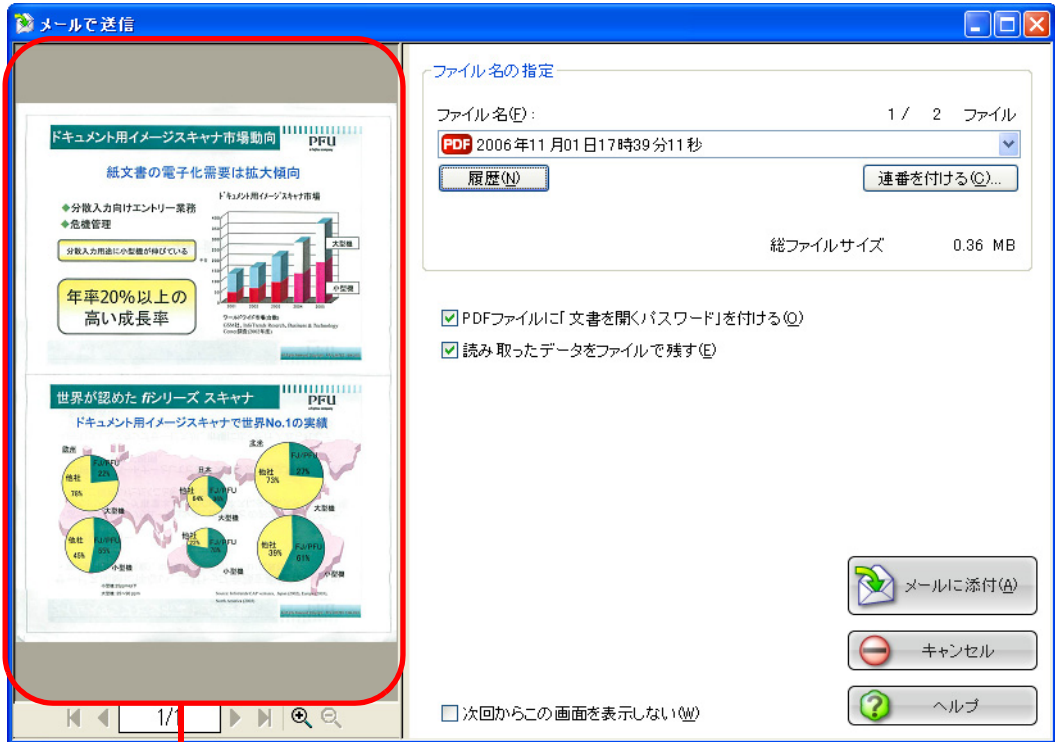 メールで送信
ドキュメント用イメージスキャナ市場動向
PFU
紙文書の電子化需要は拡大傾向
ドキュメント用イメージスキャナ市場
◆分散入力向けエントリー業務
◆危機管理
分散入力用途に小型機が伸びている
大型機
小型機
年率20%以上の
高い成長率
2001 2002 2003 2004 2005
世界が認めた fiシリーズ スキャナ
PFU
ドキュメント用イメージスキャナで世界No.1の実績
欧州
FJ/PFU
22%
他社
78%
大型機
日本
他社
64%
FJ/PFU
36%
大型機
北米
FJ/PFU
27%
他社
73%
大型機
他社
45%
FJ/PFU
55%
小型機
他社
FJ/PFU
小型機
他社
39%
FJ/PFU
61%
小型機
1/1
ファイル名の指定
ファイル名(F):
1 / 2 ファイル
PDF 2006年11月01日17時39分11秒
履歴(N)
連番を付ける(C)...
総ファイルサイズ 0.36 MB
PDFファイルに「文書を開くパスワード」を付ける(O)
読み取ったデータをファイルで残す(E)
メールに添付(A)
キャンセル
ヘルプ
次回からこの画面を表示しない(W)